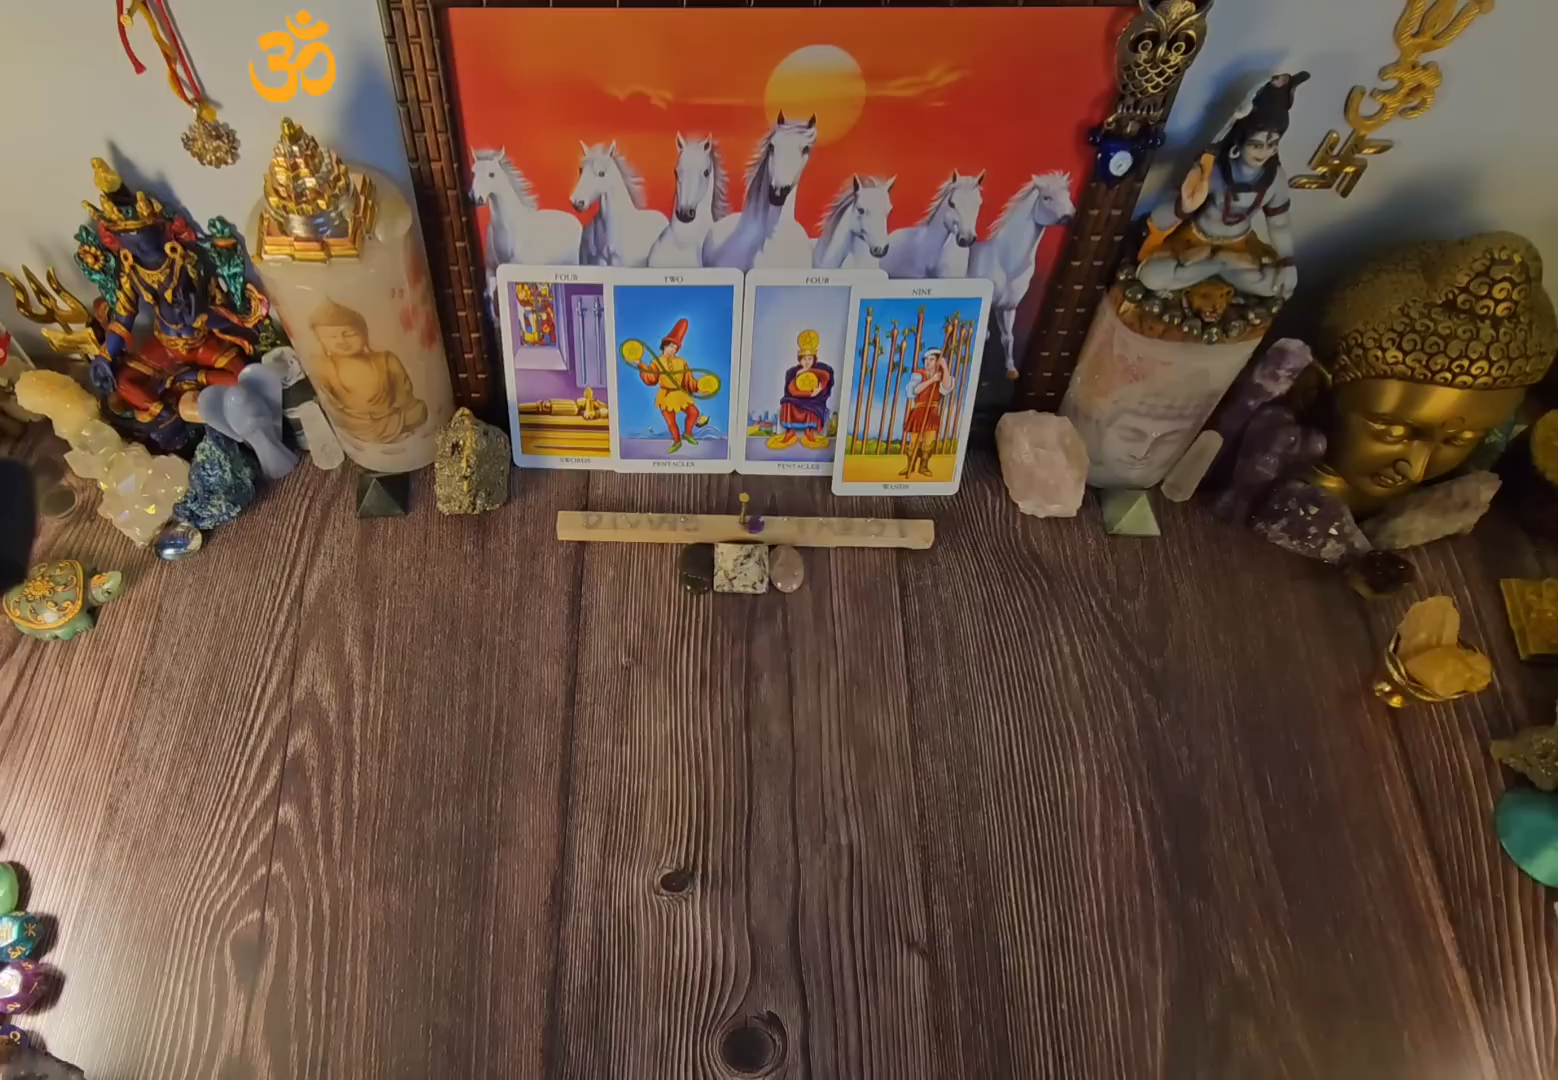 ॐ
FOUR
SWORDS
TWO
PENTACLES
FOUR
PENTACLES
NINE
WANDS